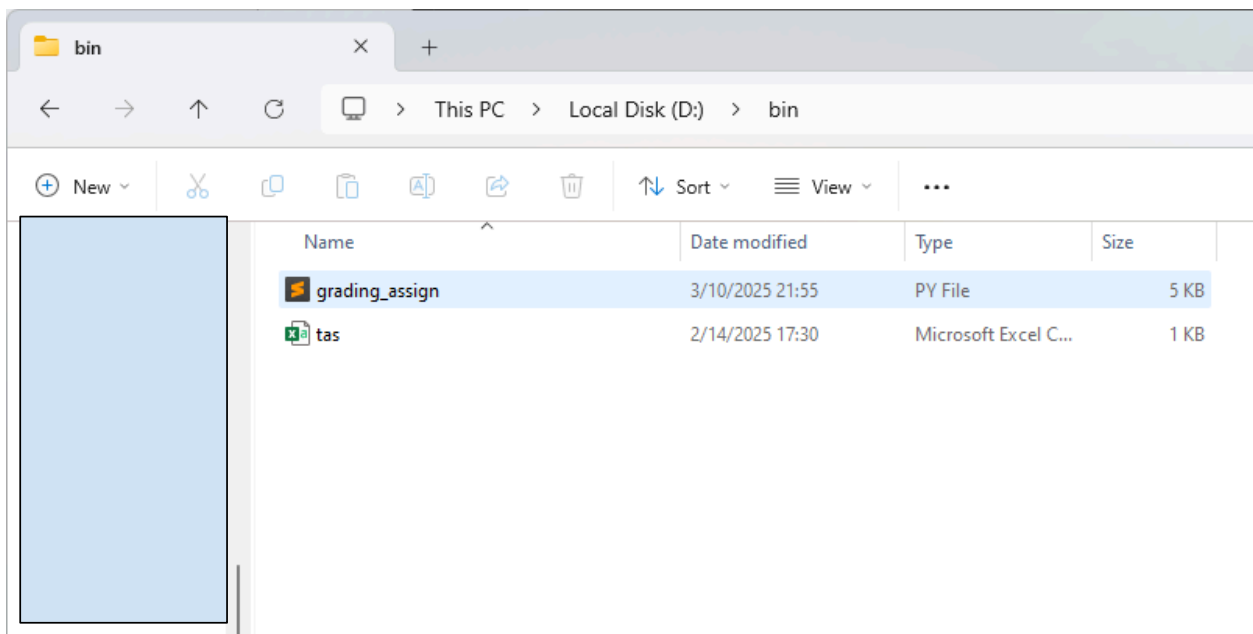 bin
This PC > Local Disk (D:) > bin
New Sort View ...
Name Date modified Type Size
grading_assign 3/10/2025 21:55 PY File 5 KB
tas 2/14/2025 17:30 Microsoft Excel C... 1 KB